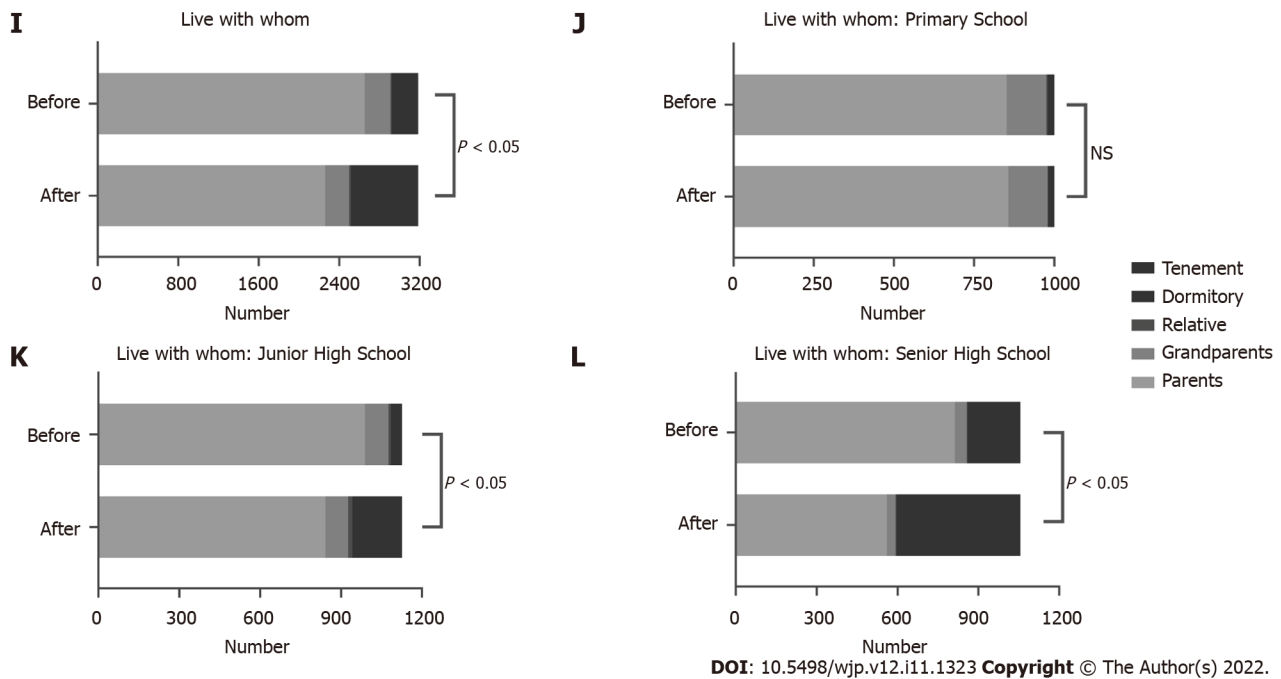 I Live with whom
Before
After
P < 0.05
0 800 1600 2400 3200
Number
J Live with whom: Primary School
Before
After
NS
0 250 500 750 1000
Number
Tenement
Dormitory
Relative
Grandparents
Parents
K Live with whom: Junior High School
Before
After
P < 0.05
0 300 600 900 1200
Number
L Live with whom: Senior High School
Before
After
P < 0.05
0 300 600 900 1200
Number
DOI: 10.5498/wjp.v12.i11.1323 Copyright © The Author(s) 2022.